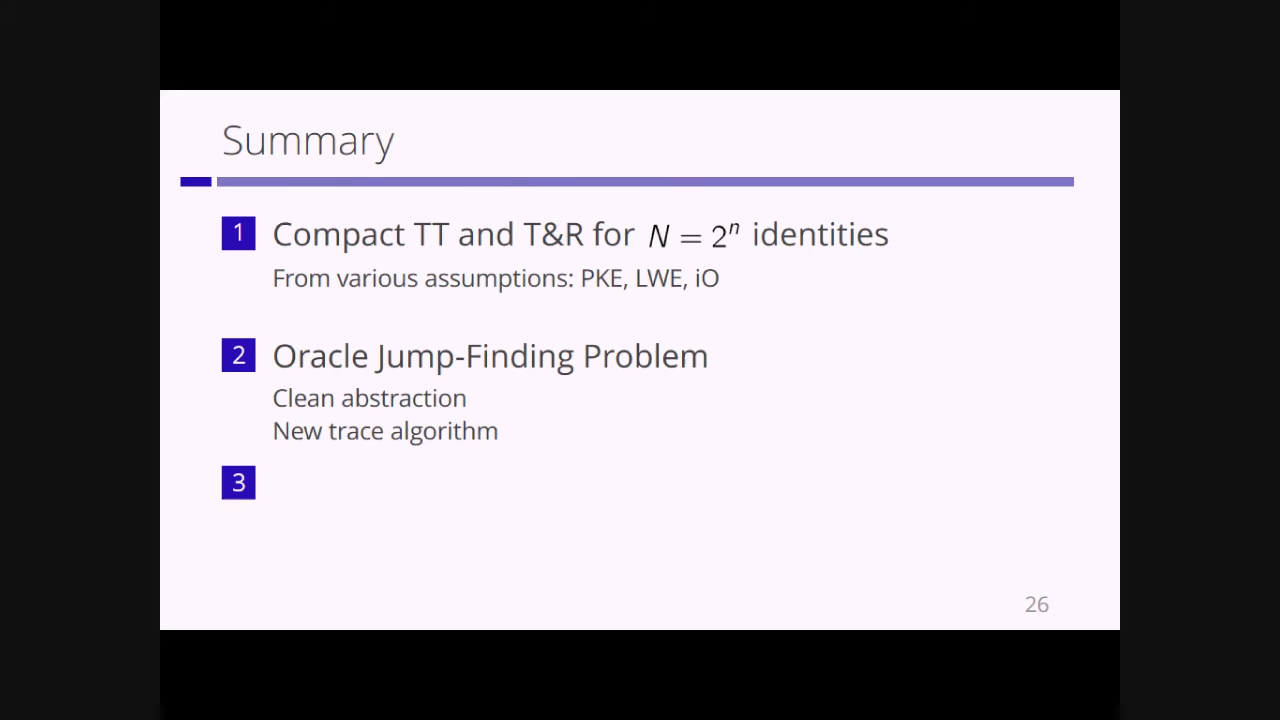 Summary
1 Compact TT and T&R for N = 2ⁿ identities
From various assumptions: PKE, LWE, iO
2 Oracle Jump-Finding Problem
Clean abstraction
New trace algorithm
3
26